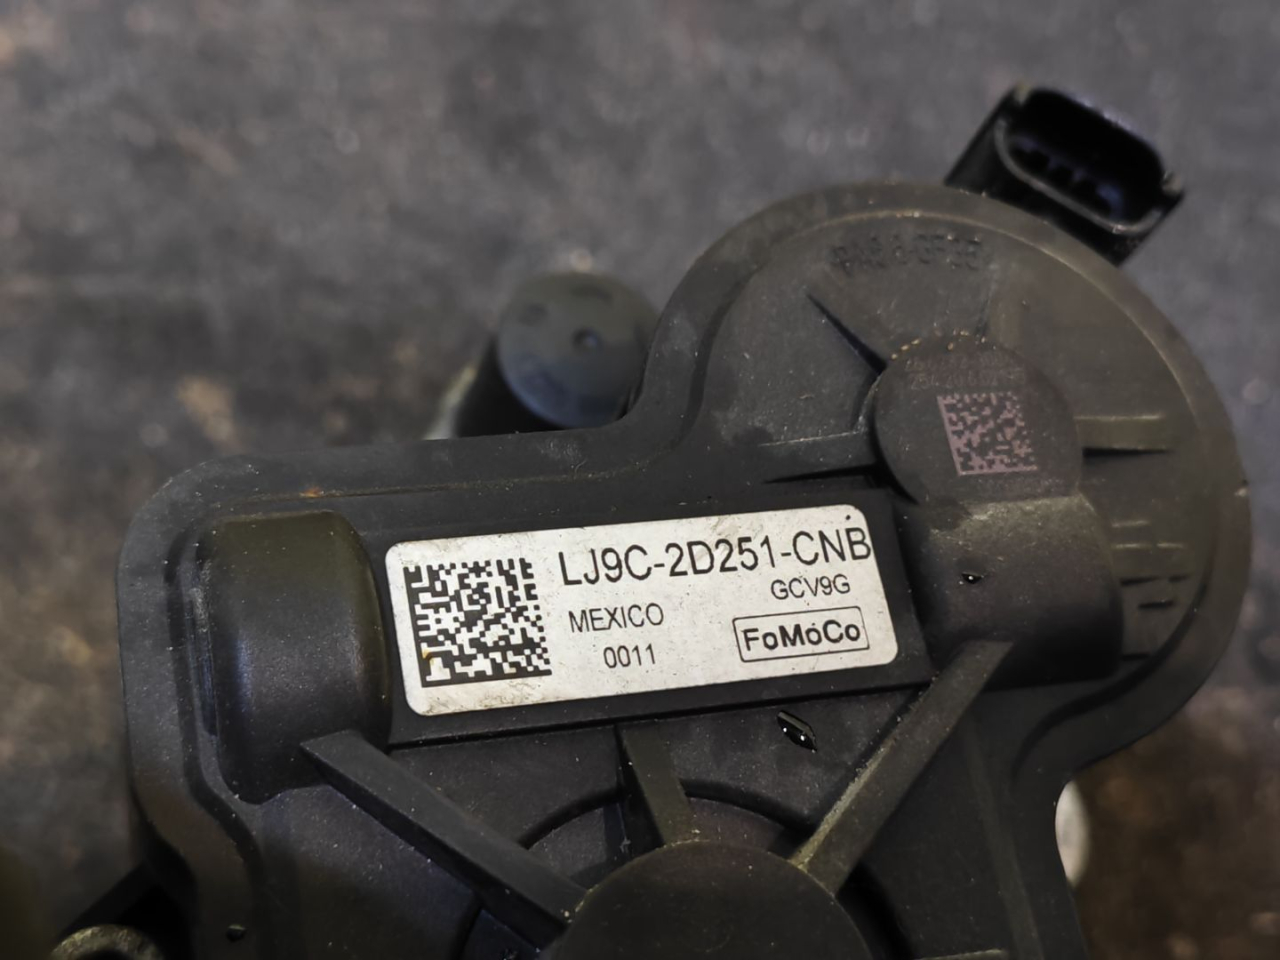 LJ9C-2D251-CNB
GCV9G
MEXICO
0011
FoMoCo